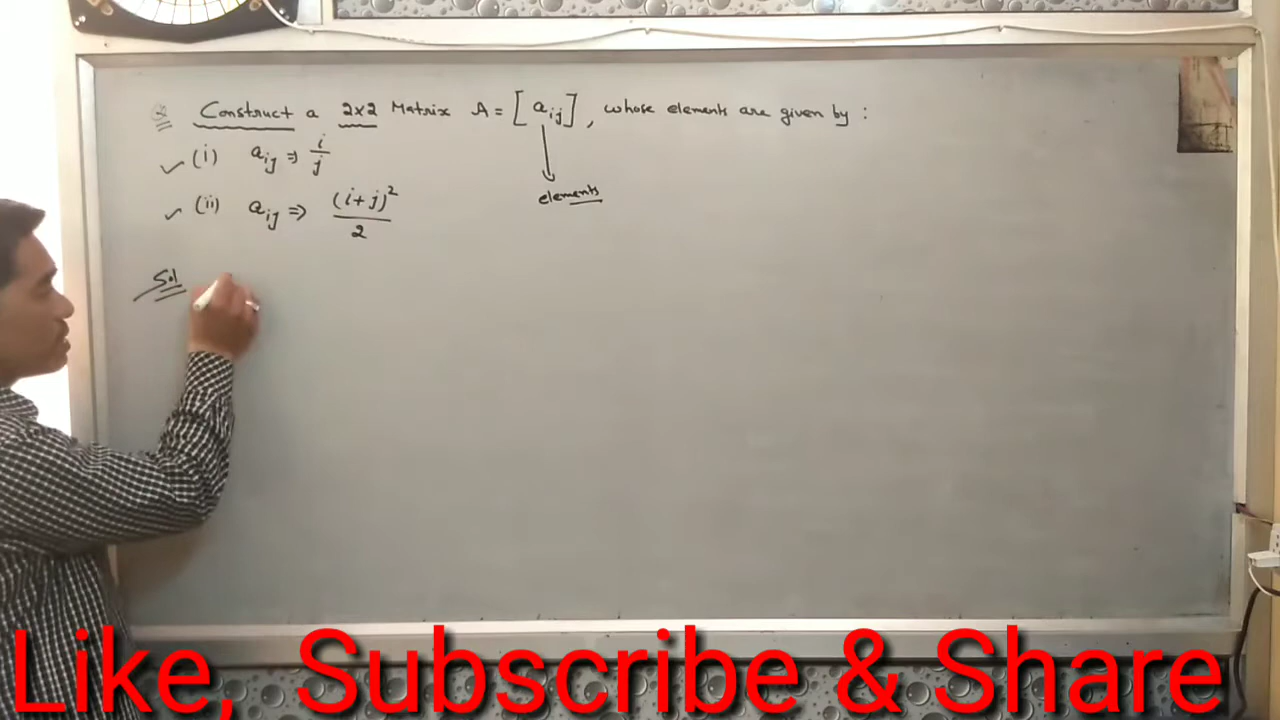 Q Construct a 2x2 Matrix A = [aij], whose elements are given by :
(i) aij ⇒ i/j
elements
(ii) aij ⇒ (i+j)²/2
Sol
Like, Subscribe & Share